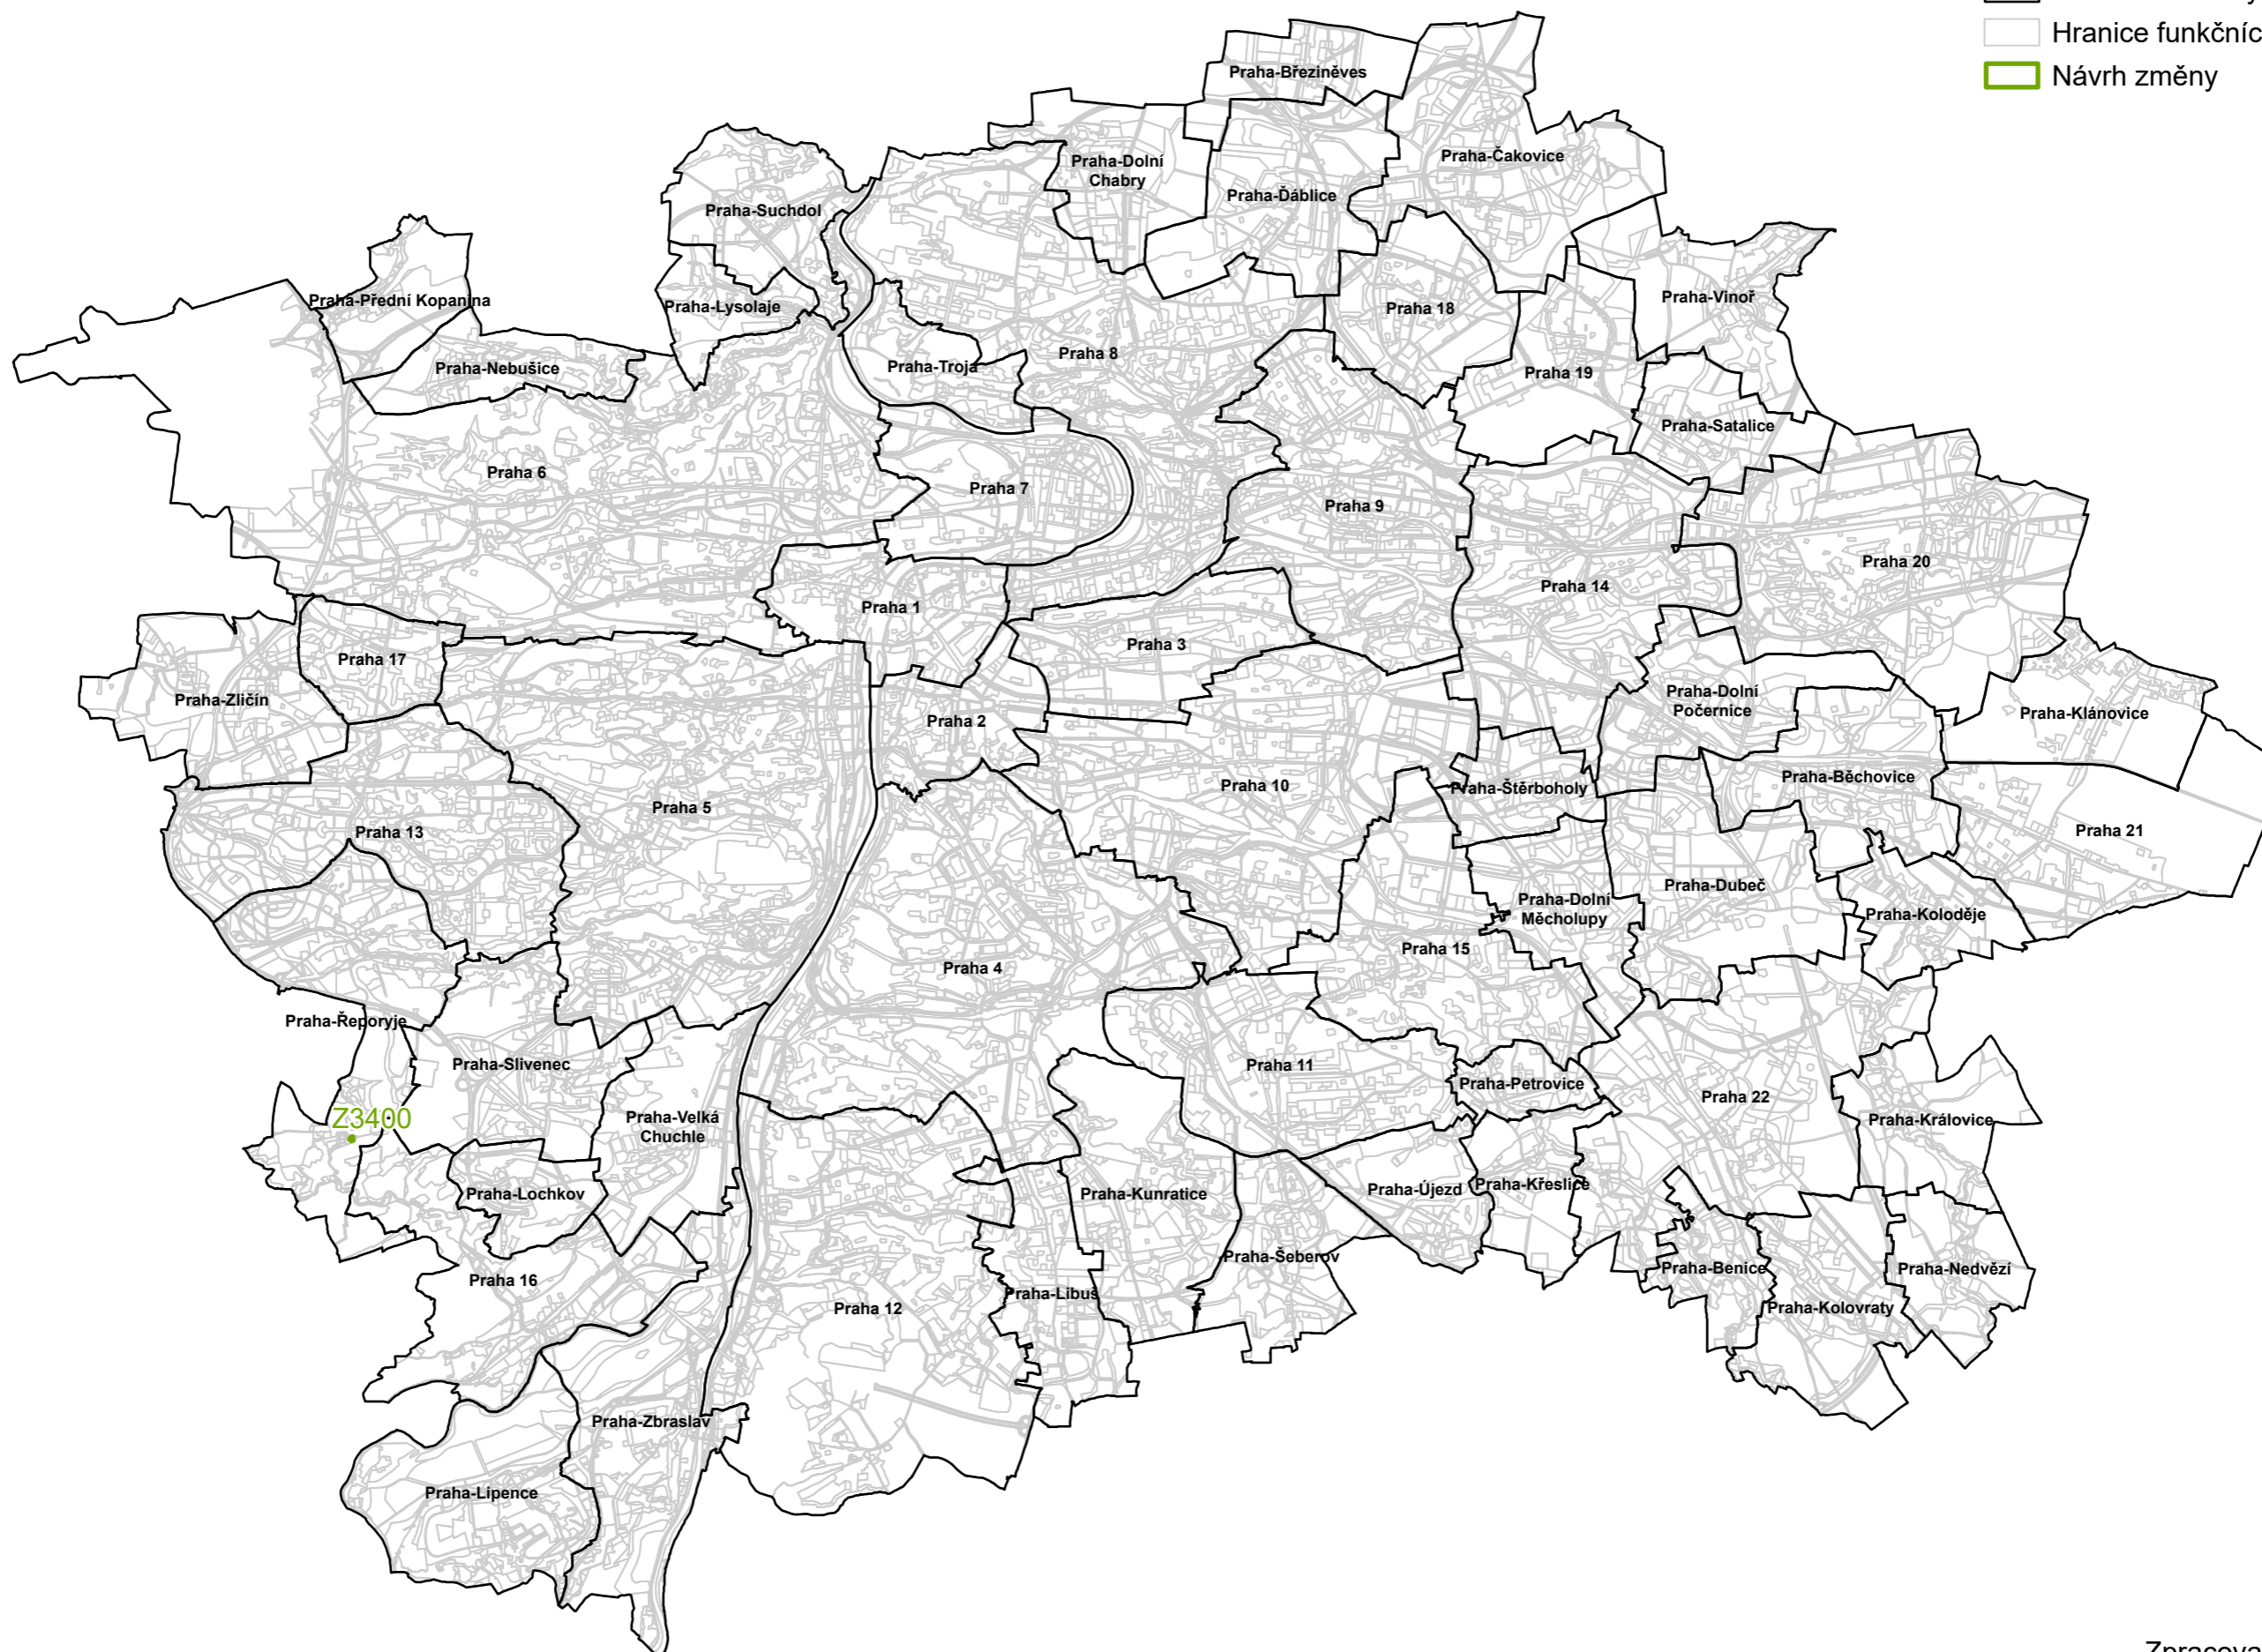 Hranice funkčníc
Návrh změny
Praha-Březiněves
Praha-Čakovice
Praha-Dolní
Chabry
Praha-Ďáblice
Praha-Suchdol
Praha-Přední Kopanina
Praha-Lysolaje
Praha-Vinoř
Praha 18
Praha-Nebušice
Praha-Troja
Praha 8
Praha 19
Praha-Satalice
Praha 6
Praha 7
Praha 9
Praha 20
Praha 14
Praha 1
Praha 3
Praha 17
Praha-Zličín
Praha 2
Praha-Dolní
Počernice
Praha-Klánovice
Praha-Běchovice
Praha 10
Praha-Štěrboholy
Praha 5
Praha 13
Praha 21
Praha-Dubeč
Praha-Dolní
Měcholupy
Praha-Koloděje
Praha 15
Praha 4
Praha-Řeporyje
Praha-Slivenec
Praha 11
Praha-Petrovice
Praha 22
Z3400
Praha-Velká
Chuchle
Praha-Královice
Praha-Lochkov
Praha-Kunratice
Praha-Újezd
Praha-Křeslice
Praha-Šeberov
Praha-Benice
Praha-Nedvězí
Praha 16
Praha-Libuš
Praha 12
Praha-Kolovraty
Praha-Zbraslav
Praha-Lipence
Zpracova